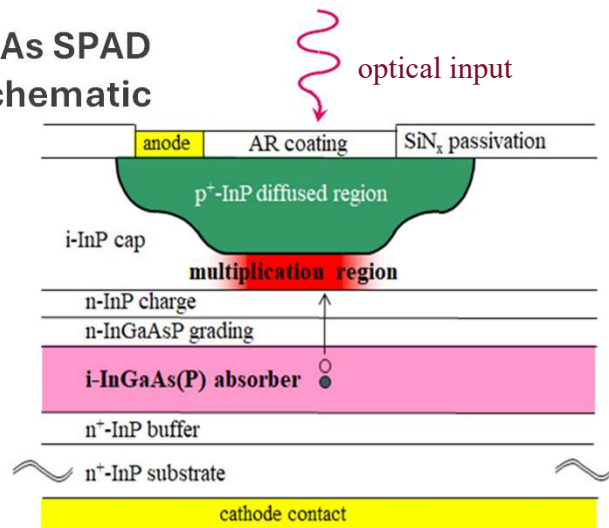 As SPAD
chematic
optical input
anode
AR coating
SiNx passivation
p+-InP diffused region
i-InP cap
multiplication region
n-InP charge
n-InGaAsP grading
i-InGaAs(P) absorber
n+-InP buffer
n+-InP substrate
cathode contact